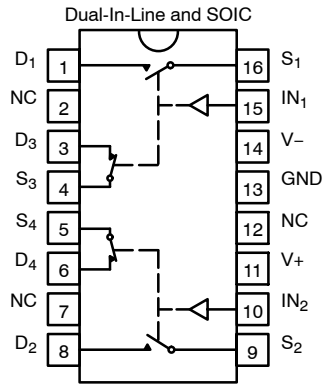 Dual-In-Line and SOIC
D1 1 16 S1
NC 2 15 IN1
D3 3 14 V−
S3 4 13 GND
S4 5 12 NC
D4 6 11 V+
NC 7 10 IN2
D2 8 9 S2